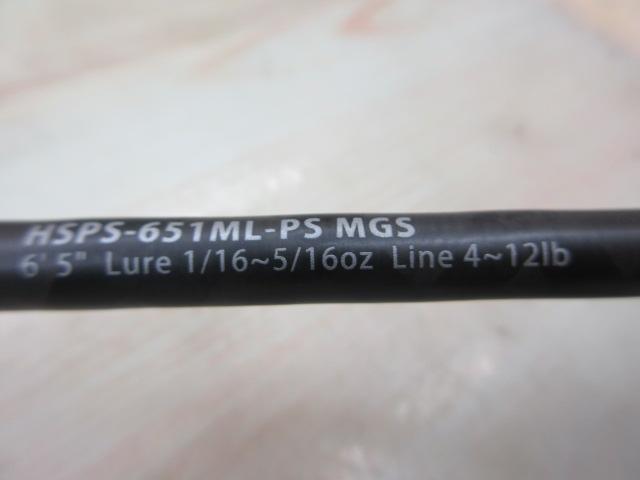 HSPS-651ML-PS MGS
6' 5" Lure 1/16~5/16oz Line 4~12lb